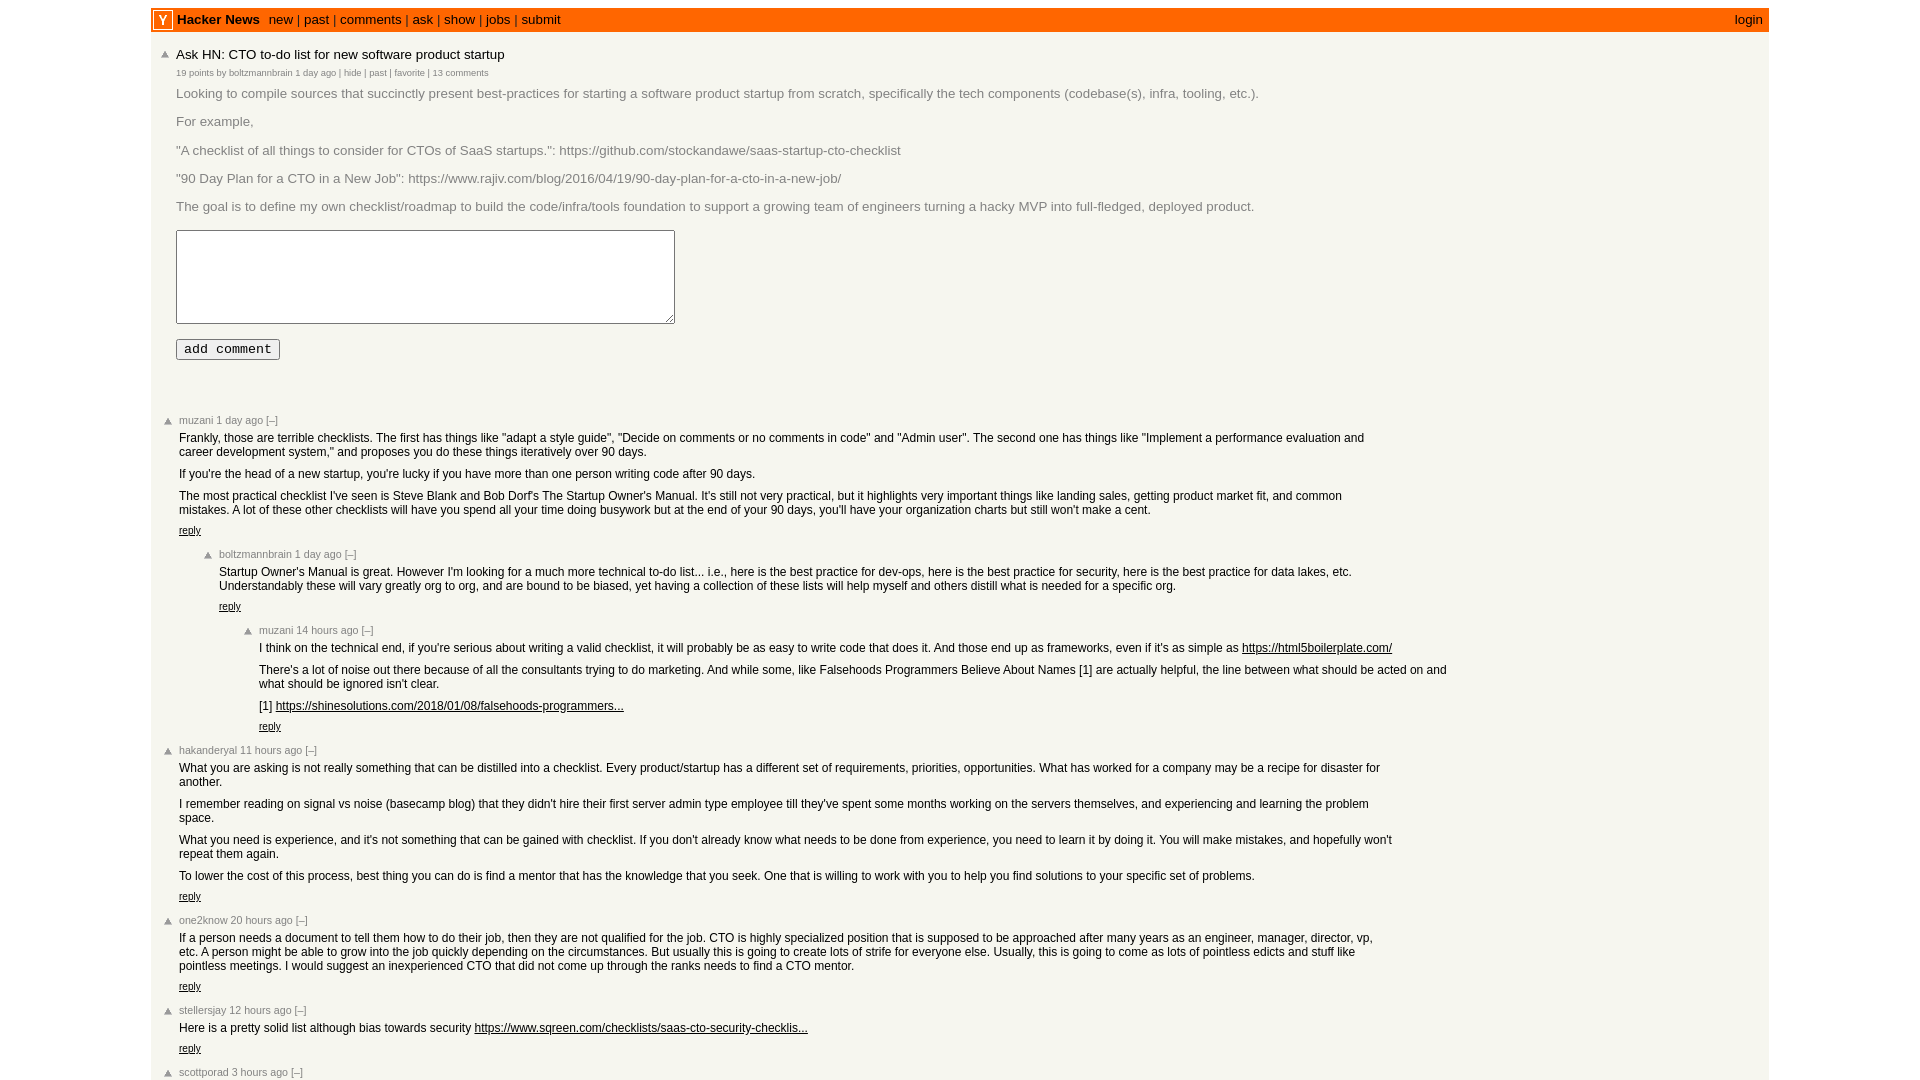 Y Hacker News new | past | comments | ask | show | jobs | submit login
Ask HN: CTO to-do list for new software product startup
19 points by boltzmannbrain 1 day ago | hide | past | favorite | 13 comments
Looking to compile sources that succinctly present best-practices for starting a software product startup from scratch, specifically the tech components (codebase(s), infra, tooling, etc.).
For example,
"A checklist of all things to consider for CTOs of SaaS startups.": https://github.com/stockandawe/saas-startup-cto-checklist
"90 Day Plan for a CTO in a New Job": https://www.rajiv.com/blog/2016/04/19/90-day-plan-for-a-cto-in-a-new-job/
The goal is to define my own checklist/roadmap to build the code/infra/tools foundation to support a growing team of engineers turning a hacky MVP into full-fledged, deployed product.
add comment
muzani 1 day ago [–]
Frankly, those are terrible checklists. The first has things like "adapt a style guide", "Decide on comments or no comments in code" and "Admin user". The second one has things like "Implement a performance evaluation and
career development system," and proposes you do these things iteratively over 90 days.
If you're the head of a new startup, you're lucky if you have more than one person writing code after 90 days.
The most practical checklist I've seen is Steve Blank and Bob Dorf's The Startup Owner's Manual. It's still not very practical, but it highlights very important things like landing sales, getting product market fit, and common
mistakes. A lot of these other checklists will have you spend all your time doing busywork but at the end of your 90 days, you'll have your organization charts but still won't make a cent.
reply
boltzmannbrain 1 day ago [–]
Startup Owner's Manual is great. However I'm looking for a much more technical to-do list... i.e., here is the best practice for dev-ops, here is the best practice for security, here is the best practice for data lakes, etc.
Understandably these will vary greatly org to org, and are bound to be biased, yet having a collection of these lists will help myself and others distill what is needed for a specific org.
reply
muzani 14 hours ago [–]
I think on the technical end, if you're serious about writing a valid checklist, it will probably be as easy to write code that does it. And those end up as frameworks, even if it's as simple as https://html5boilerplate.com/
There's a lot of noise out there because of all the consultants trying to do marketing. And while some, like Falsehoods Programmers Believe About Names [1] are actually helpful, the line between what should be acted on and
what should be ignored isn't clear.
[1] https://shinesolutions.com/2018/01/08/falsehoods-programmers...
reply
hakanderyal 11 hours ago [–]
What you are asking is not really something that can be distilled into a checklist. Every product/startup has a different set of requirements, priorities, opportunities. What has worked for a company may be a recipe for disaster for
another.
I remember reading on signal vs noise (basecamp blog) that they didn't hire their first server admin type employee till they've spent some months working on the servers themselves, and experiencing and learning the problem
space.
What you need is experience, and it's not something that can be gained with checklist. If you don't already know what needs to be done from experience, you need to learn it by doing it. You will make mistakes, and hopefully won't
repeat them again.
To lower the cost of this process, best thing you can do is find a mentor that has the knowledge that you seek. One that is willing to work with you to help you find solutions to your specific set of problems.
reply
one2know 20 hours ago [–]
If a person needs a document to tell them how to do their job, then they are not qualified for the job. CTO is highly specialized position that is supposed to be approached after many years as an engineer, manager, director, vp,
etc. A person might be able to grow into the job quickly depending on the circumstances. But usually this is going to create lots of strife for everyone else. Usually, this is going to come as lots of pointless edicts and stuff like
pointless meetings. I would suggest an inexperienced CTO that did not come up through the ranks needs to find a CTO mentor.
reply
stellersjay 12 hours ago [–]
Here is a pretty solid list although bias towards security https://www.sqreen.com/checklists/saas-cto-security-checklis...
reply
scottporad 3 hours ago [–]